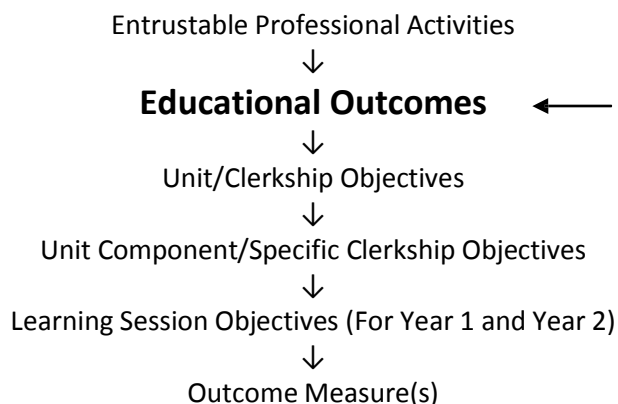 Entrustable Professional Activities
↓
Educational Outcomes ←
↓
Unit/Clerkship Objectives
↓
Unit Component/Specific Clerkship Objectives
↓
Learning Session Objectives (For Year 1 and Year 2)
↓
Outcome Measure(s)